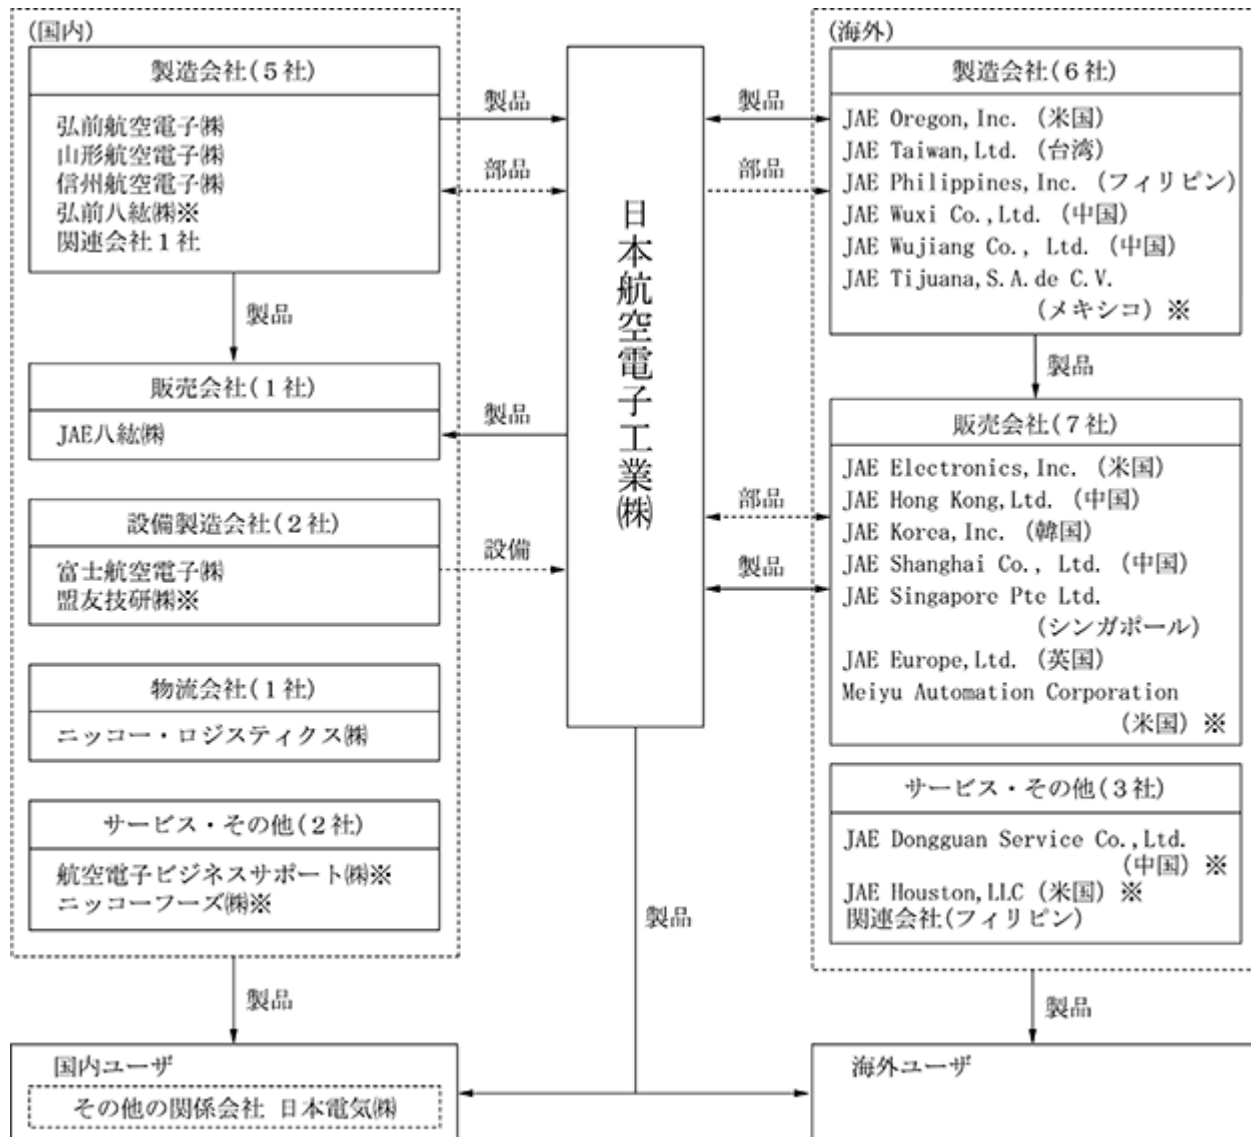 (国内)
製造会社(5社)
弘前航空電子㈱
山形航空電子㈱
信州航空電子㈱
弘前八紘㈱※
関連会社1社
製品
販売会社(1社)
JAE八紘㈱
設備製造会社(2社)
富士航空電子㈱
盟友技研㈱※
物流会社(1社)
ニッコー・ロジスティクス㈱
サービス・その他(2社)
航空電子ビジネスサポート㈱※
ニッコーフーズ㈱※
製品
国内ユーザ
その他の関係会社 日本電気㈱
製品
部品
製品
設備
日本航空電子工業㈱
製品
部品
部品
製品
製品
(海外)
製造会社(6社)
JAE Oregon,Inc. (米国)
JAE Taiwan,Ltd. (台湾)
JAE Philippines,Inc. (フィリピン)
JAE Wuxi Co.,Ltd. (中国)
JAE Wujiang Co., Ltd. (中国)
JAE Tijuana,S.A.de C.V.
(メキシコ) ※
製品
販売会社(7社)
JAE Electronics,Inc. (米国)
JAE Hong Kong,Ltd. (中国)
JAE Korea,Inc. (韓国)
JAE Shanghai Co., Ltd. (中国)
JAE Singapore Pte Ltd.
(シンガポール)
JAE Europe,Ltd. (英国)
Meiyu Automation Corporation
(米国) ※
サービス・その他(3社)
JAE Dongguan Service Co.,Ltd.
(中国) ※
JAE Houston,LLC (米国) ※
関連会社(フィリピン)
製品
海外ユーザ